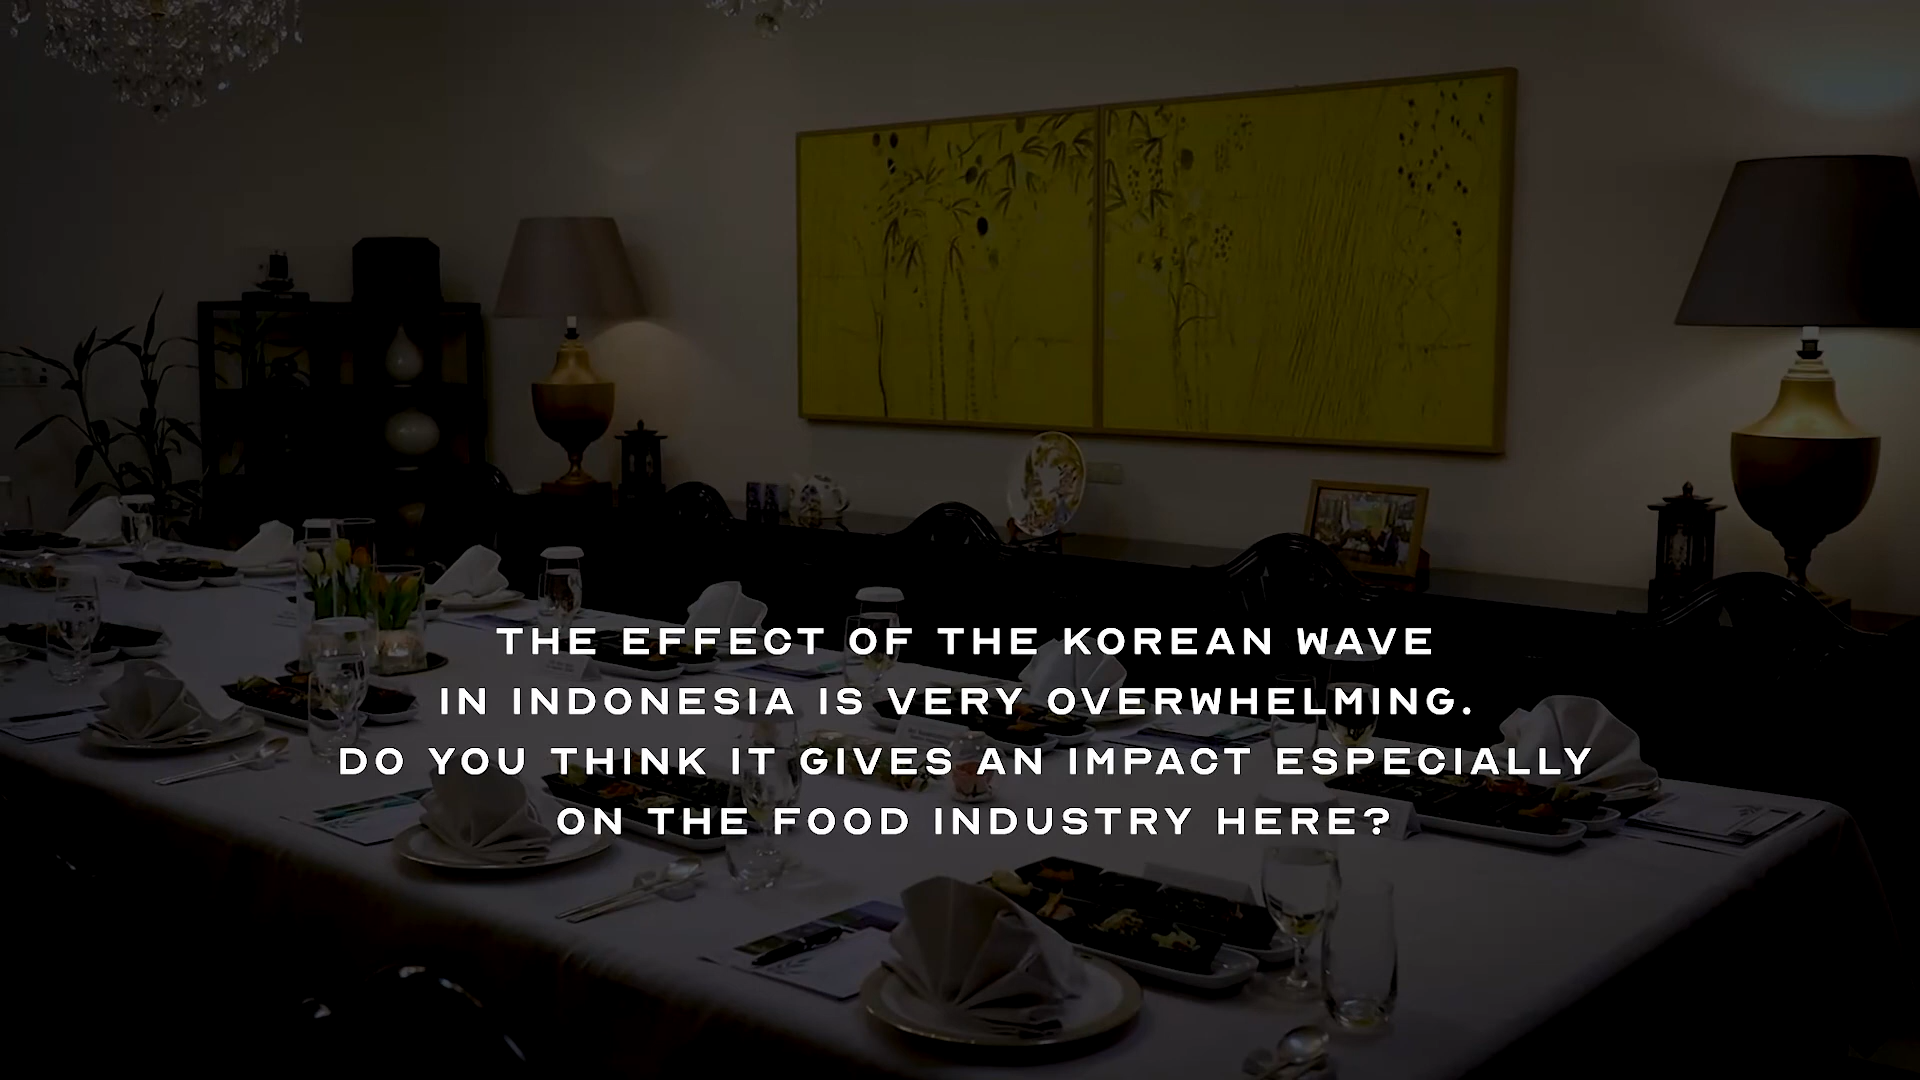 THE EFFECT OF THE KOREAN WAVE
IN INDONESIA IS VERY OVERWHELMING.
DO YOU THINK IT GIVES AN IMPACT ESPECIALLY
ON THE FOOD INDUSTRY HERE?